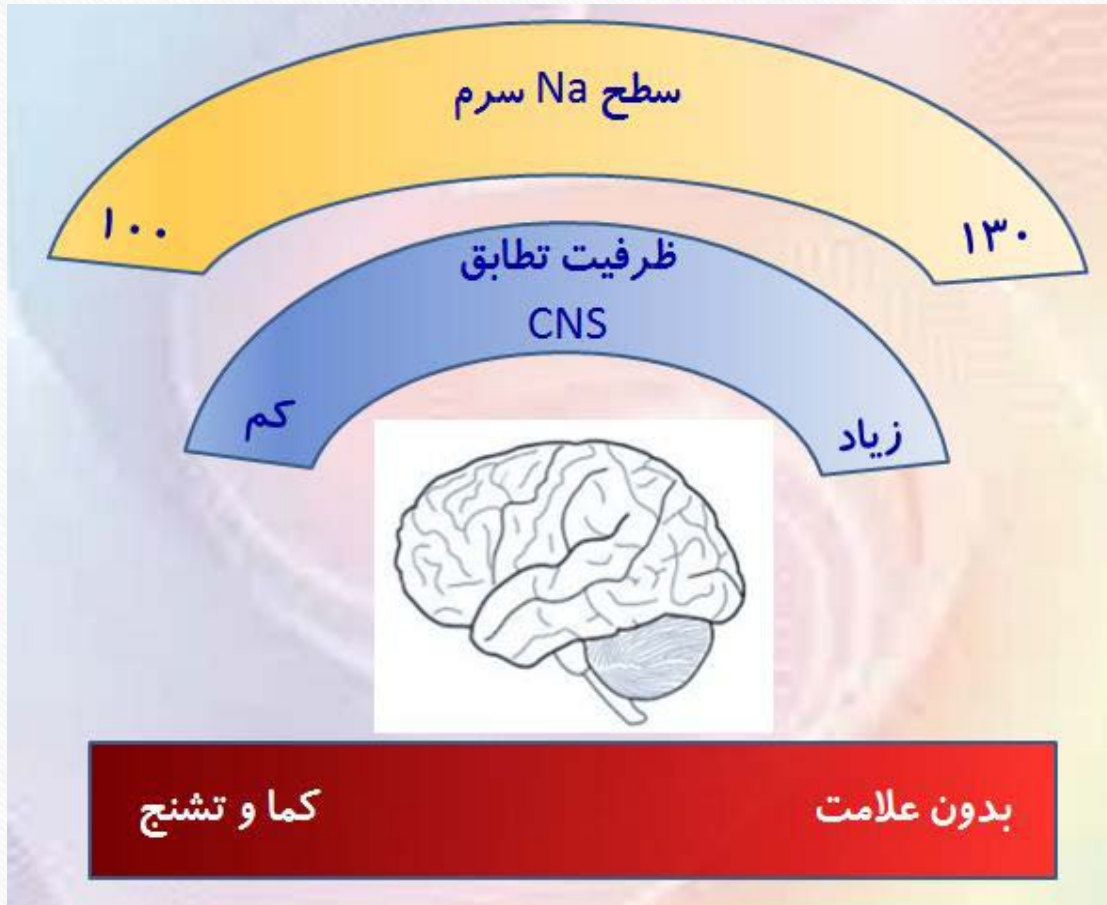 سطح Na سرم
۱۳۰
۱۰۰
ظرفیت تطابق
CNS
زیاد
کم
بدون علامت
کما و تشنج